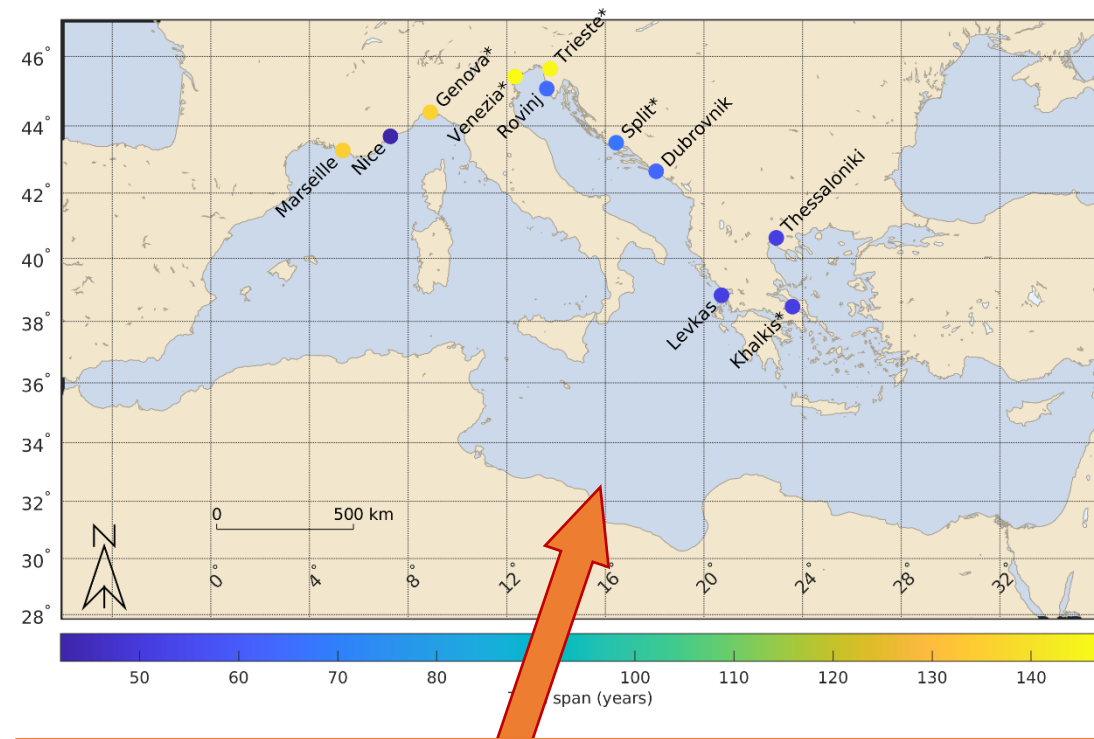 46°
44°
42°
40°
38°
36°
34°
32°
30°
28°
Trieste*
Genova*
Venezia*
Rovinj
Split*
Dubrovnik
Nice
Marseille
Thessaloniki
Levkas
Khalkis*
0 500 km
N
0° 4° 8° 12° 16° 20° 24° 28° 32°
50 60 70 80 100 110 120 130 140
span (years)